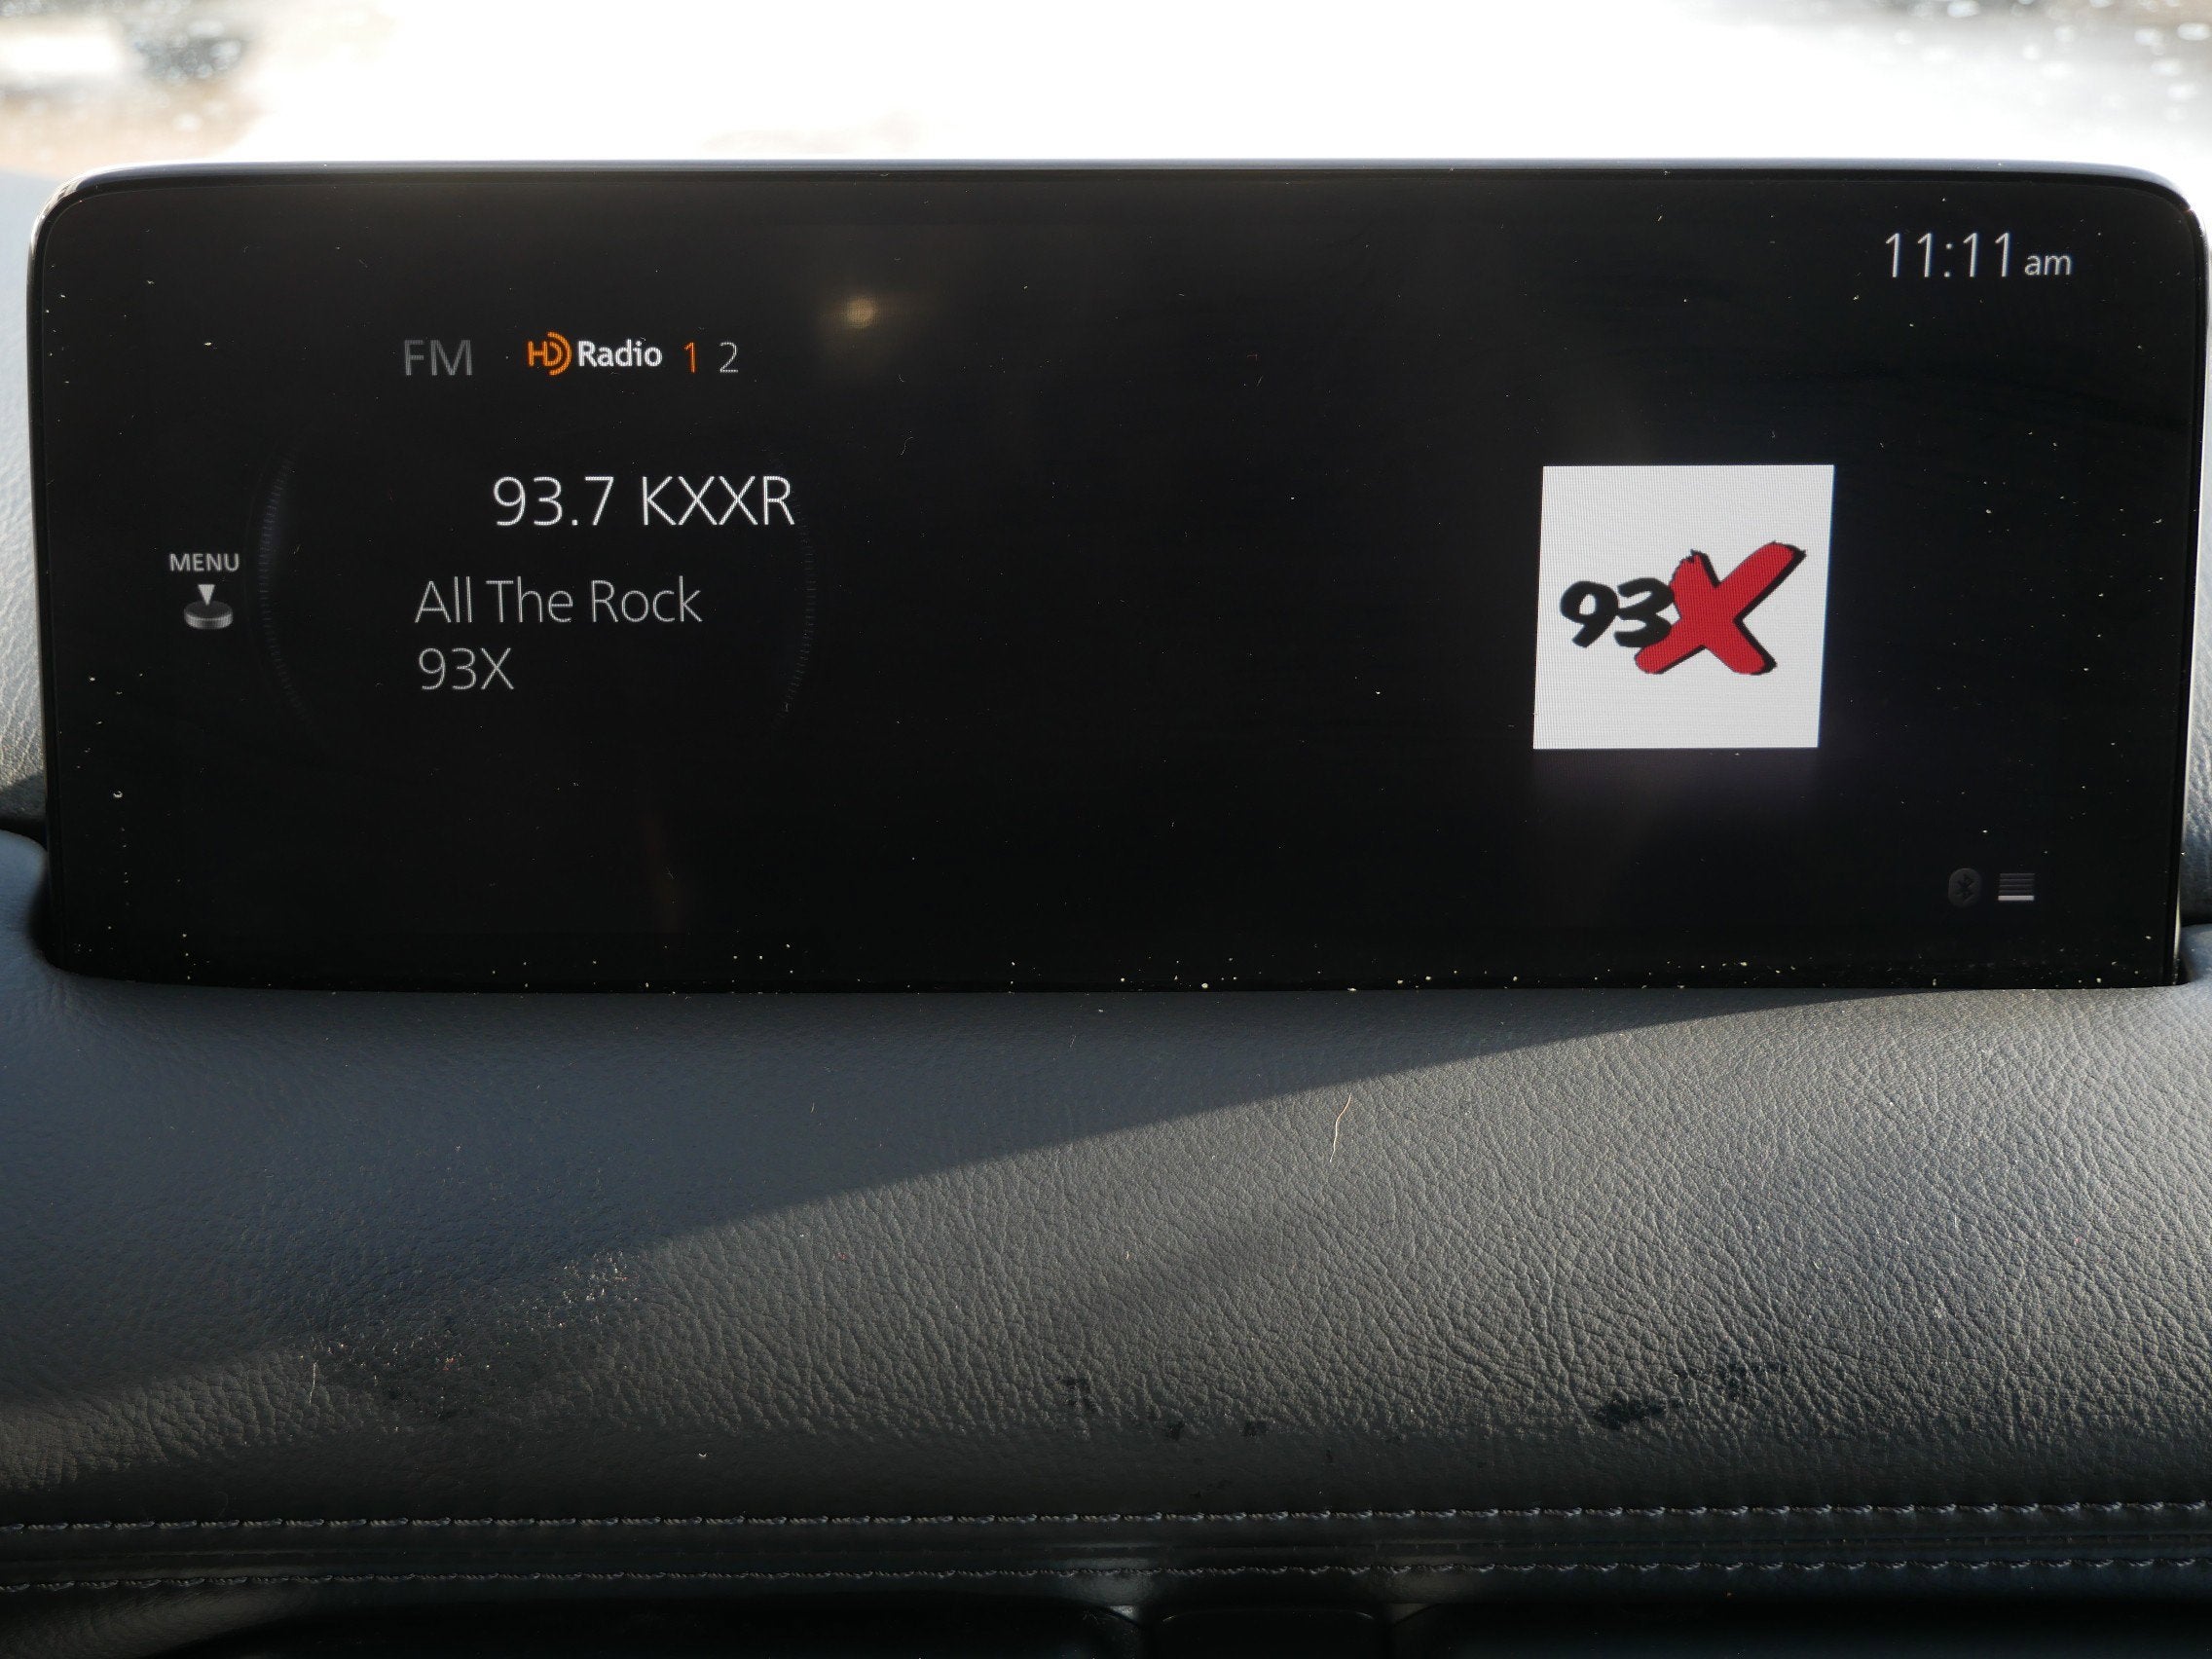 11:11 am
FM HD Radio 1 2
93.7 KXXR
MENU
All The Rock
93X
93X